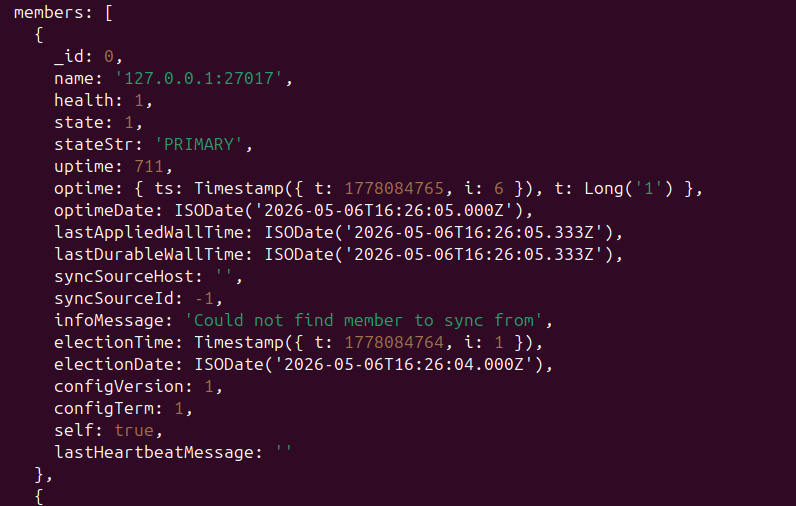 members: [
{
_id: 0,
name: '127.0.0.1:27017',
health: 1,
state: 1,
stateStr: 'PRIMARY',
uptime: 711,
optime: { ts: Timestamp({ t: 1778084765, i: 6 }), t: Long('1') },
optimeDate: ISODate('2026-05-06T16:26:05.000Z'),
lastAppliedWallTime: ISODate('2026-05-06T16:26:05.333Z'),
lastDurableWallTime: ISODate('2026-05-06T16:26:05.333Z'),
syncSourceHost: '',
syncSourceId: -1,
infoMessage: 'Could not find member to sync from',
electionTime: Timestamp({ t: 1778084764, i: 1 }),
electionDate: ISODate('2026-05-06T16:26:04.000Z'),
configVersion: 1,
configTerm: 1,
self: true,
lastHeartbeatMessage: ''
},
{